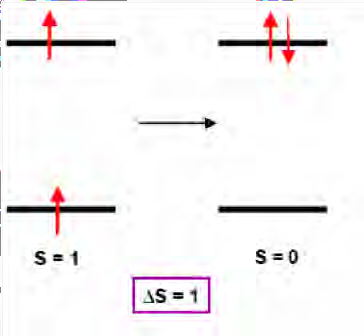 S = 1
S = 0
ΔS = 1